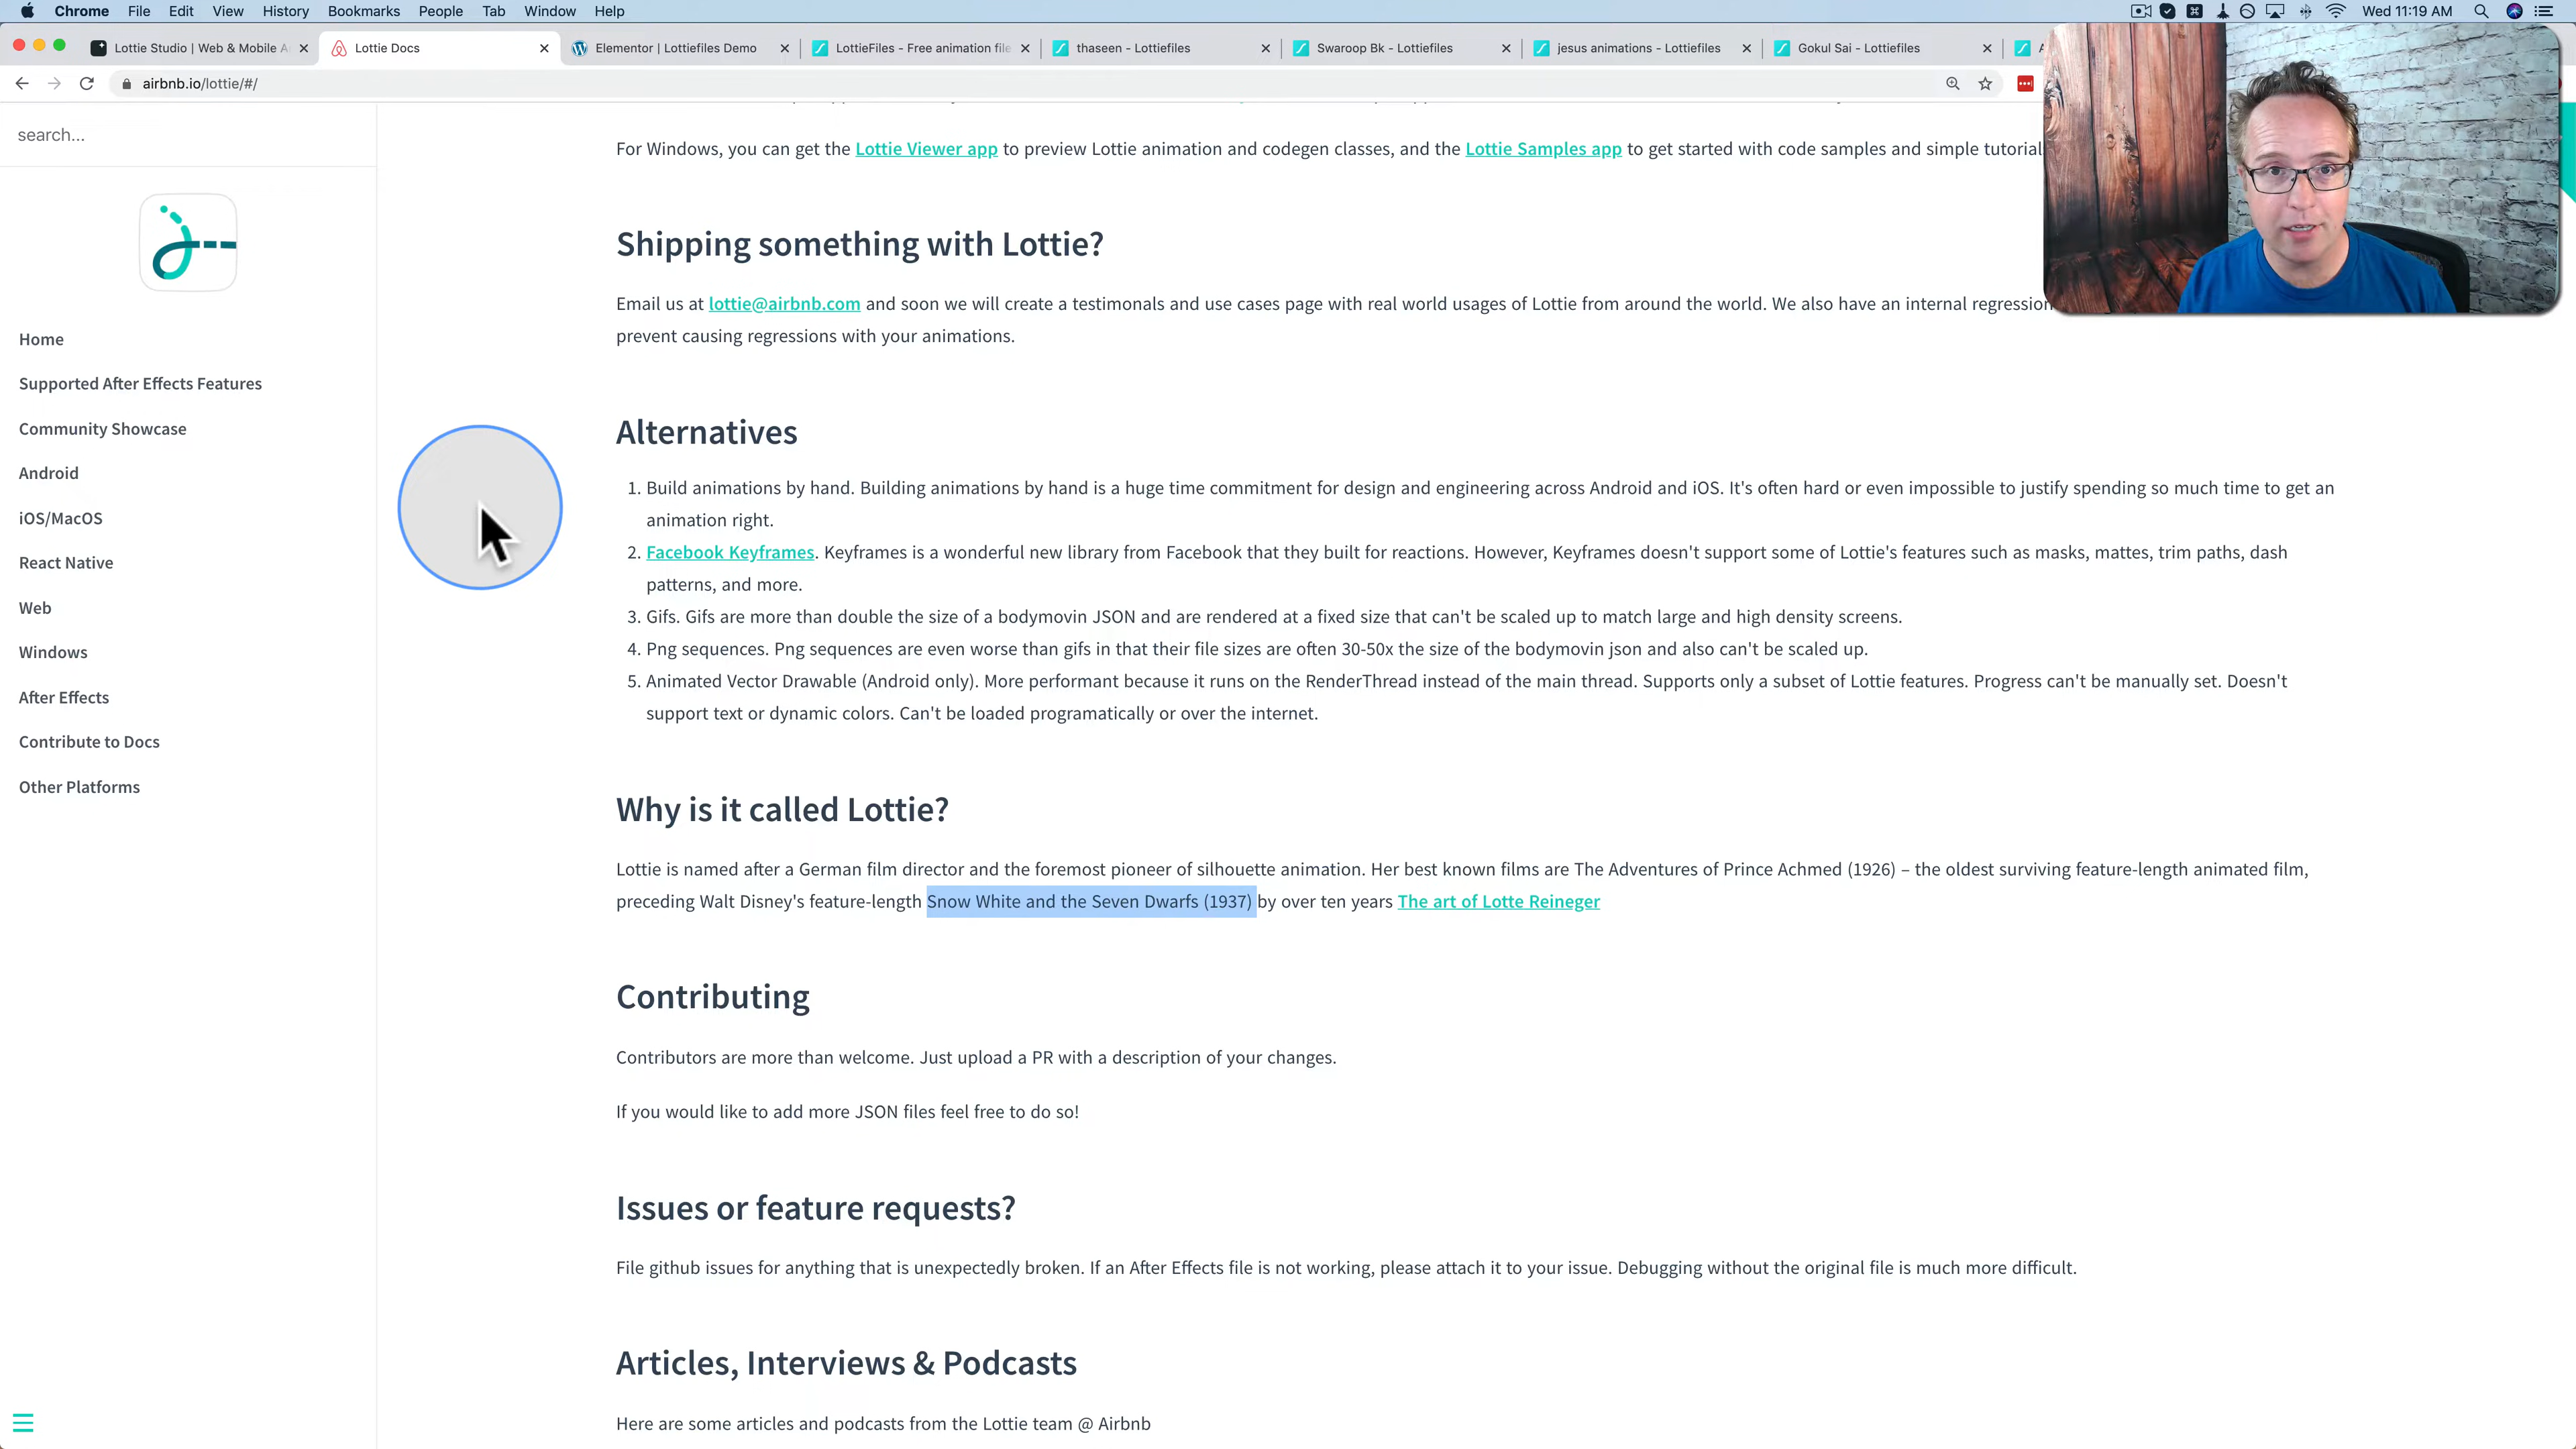 Chrome File Edit View History Bookmarks People Tab Window Help Wed 11:19 AM
Lottie Studio | Web & Mobile A Lottie Docs Elementor | Lottiefiles Demo LottieFiles - Free animation file thaseen - Lottiefiles Swaroop Bk - Lottiefiles jesus animations - Lottiefiles Gokul Sai - Lottiefiles
airbnb.io/lottie/#/
search...
Home
Supported After Effects Features
Community Showcase
Android
iOS/MacOS
React Native
Web
Windows
After Effects
Contribute to Docs
Other Platforms
For Windows, you can get the Lottie Viewer app to preview Lottie animation and codegen classes, and the Lottie Samples app to get started with code samples and simple tutorial
Shipping something with Lottie?
Email us at lottie@airbnb.com and soon we will create a testimonals and use cases page with real world usages of Lottie from around the world. We also have an internal regression
prevent causing regressions with your animations.
Alternatives
1. Build animations by hand. Building animations by hand is a huge time commitment for design and engineering across Android and iOS. It's often hard or even impossible to justify spending so much time to get an
animation right.
2. Facebook Keyframes. Keyframes is a wonderful new library from Facebook that they built for reactions. However, Keyframes doesn't support some of Lottie's features such as masks, mattes, trim paths, dash
patterns, and more.
3. Gifs. Gifs are more than double the size of a bodymovin JSON and are rendered at a fixed size that can't be scaled up to match large and high density screens.
4. Png sequences. Png sequences are even worse than gifs in that their file sizes are often 30-50x the size of the bodymovin json and also can't be scaled up.
5. Animated Vector Drawable (Android only). More performant because it runs on the RenderThread instead of the main thread. Supports only a subset of Lottie features. Progress can't be manually set. Doesn't
support text or dynamic colors. Can't be loaded programatically or over the internet.
Why is it called Lottie?
Lottie is named after a German film director and the foremost pioneer of silhouette animation. Her best known films are The Adventures of Prince Achmed (1926) – the oldest surviving feature-length animated film,
preceding Walt Disney's feature-length Snow White and the Seven Dwarfs (1937) by over ten years The art of Lotte Reineger
Contributing
Contributors are more than welcome. Just upload a PR with a description of your changes.
If you would like to add more JSON files feel free to do so!
Issues or feature requests?
File github issues for anything that is unexpectedly broken. If an After Effects file is not working, please attach it to your issue. Debugging without the original file is much more difficult.
Articles, Interviews & Podcasts
Here are some articles and podcasts from the Lottie team @ Airbnb